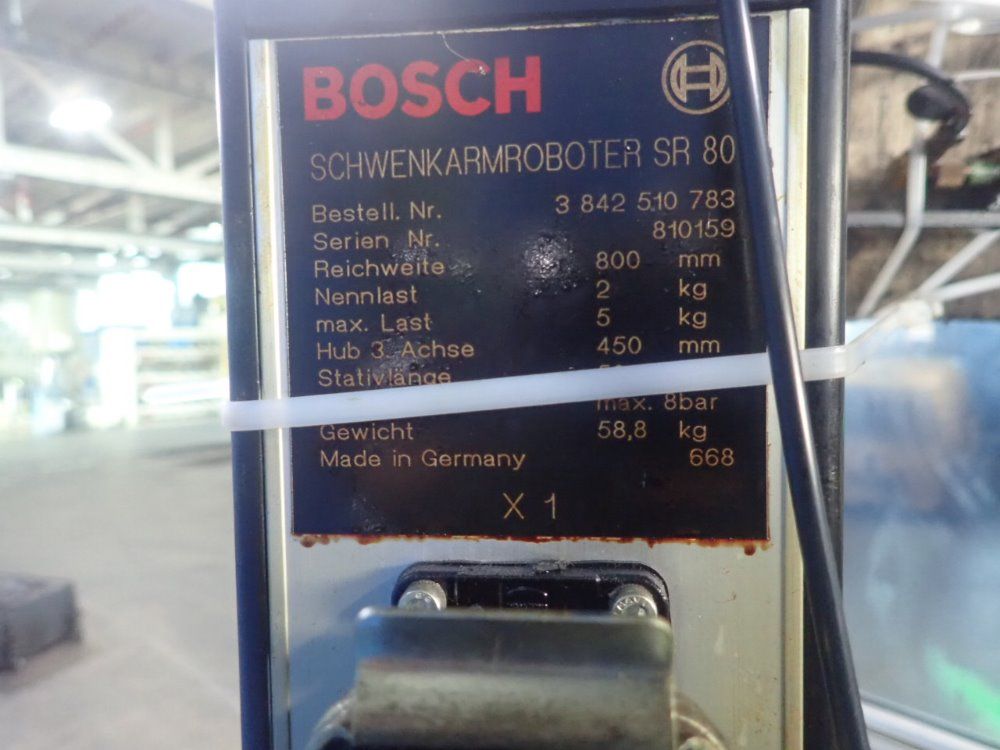 BOSCH
SCHWENKARMROBOTER SR 80
Bestell. Nr. 3 842 510 783
Serien Nr. 810159
Reichweite 800 mm
Nennlast 2 kg
max. Last 5 kg
Hub 3. Achse 450 mm
Stativlänge
max. 8bar
Gewicht 58,8 kg
Made in Germany 668
X 1